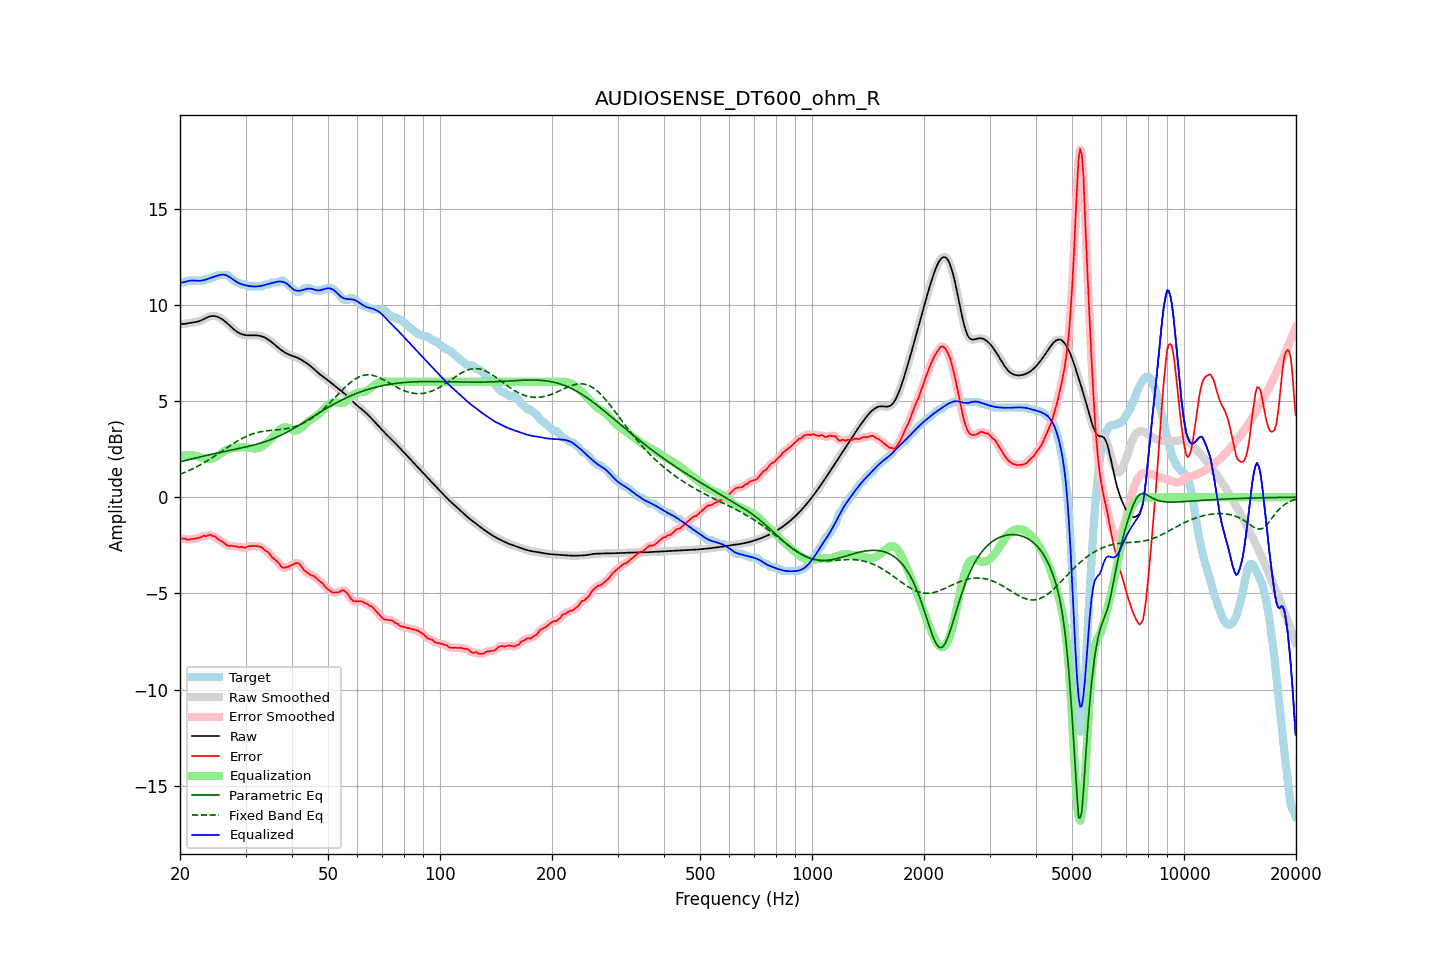 AUDIOSENSE_DT600_ohm_R
Amplitude (dBr)
15
10
5
0
−5
−10
−15
Target
Raw Smoothed
Error Smoothed
Raw
Error
Equalization
Parametric Eq
Fixed Band Eq
Equalized
20
50
100
200
500
1000
2000
5000
10000
20000
Frequency (Hz)